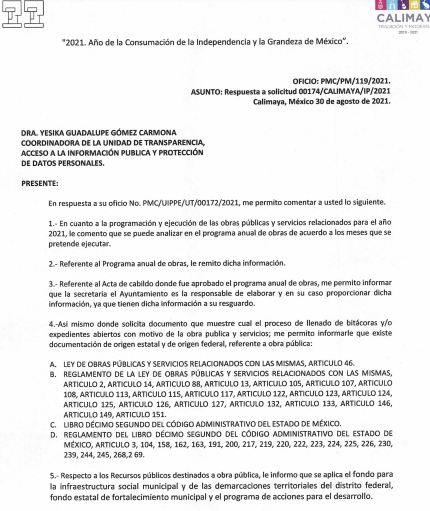 CALIMAYA
"2021. Año de la Consumación de la Independencia y la Grandeza de México".
OFICIO: PMC/PM/119/2021.
ASUNTO: Respuesta a solicitud 00174/CALIMAYA/IP/2021
Calimaya, México 30 de agosto de 2021.
DRA. YESIKA GUADALUPE GÓMEZ CARMONA
COORDINADORA DE LA UNIDAD DE TRANSPARENCIA,
ACCESO A LA INFORMACIÓN PUBLICA Y PROTECCIÓN
DE DATOS PERSONALES.
PRESENTE:
En respuesta a su oficio No. PMC/UIPPE/UT/00172/2021, me permito comentar a usted lo siguiente.
1.- En cuanto a la programación y ejecución de las obras públicas y servicios relacionados para el año
2021, le comento que se puede analizar en el programa anual de obras de acuerdo a los meses que se
pretende ejecutar.
2.- Referente al Programa anual de obras, le remito dicha información.
3.- Referente al Acta de cabildo donde fue aprobado el programa anual de obras, me permito informar
que la secretaria el Ayuntamiento es la responsable de elaborar y en su caso proporcionar dicha
información, ya que tienen dicha información a su resguardo.
4.-Asi mismo donde solicita documento que muestre cual el proceso de llenado de bitácoras y/o
expedientes abiertos con motivo de la obra publica y servicios; me permito informarle que existe
documentación de origen estatal y de origen federal, referente a obra pública:
A. LEY DE OBRAS PÚBLICAS Y SERVICIOS RELACIONADOS CON LAS MISMAS, ARTICULO 46.
B. REGLAMENTO DE LA LEY DE OBRAS PÚBLICAS Y SERVICIOS RELACIONADOS CON LAS MISMAS,
ARTICULO 2, ARTICULO 14, ARTICULO 88, ARTICULO 13, ARTICULO 105, ARTICULO 107, ARTICULO
108, ARTICULO 113, ARTICULO 115, ARTICULO 117, ARTICULO 122, ARTICULO 123, ARTICULO 124,
ARTICULO 125, ARTICULO 126, ARTICULO 127, ARTICULO 132, ARTICULO 133, ARTICULO 146,
ARTICULO 149, ARTICULO 151.
C. LIBRO DÉCIMO SEGUNDO DEL CÓDIGO ADMINISTRATIVO DEL ESTADO DE MÉXICO.
D. REGLAMENTO DEL LIBRO DÉCIMO SEGUNDO DEL CÓDIGO ADMINISTRATIVO DEL ESTADO DE
MÉXICO, ARTICULO 3, 104, 158, 162, 163, 191, 200, 217, 219, 220, 222, 223, 224, 225, 226, 230,
239, 244, 245, 268,2 69.
5.- Respecto a los Recursos públicos destinados a obra pública, le informo que se aplica el fondo para
la infraestructura social municipal y de las demarcaciones territoriales del distrito federal,
fondo estatal de fortalecimiento municipal y el programa de acciones para el desarrollo.